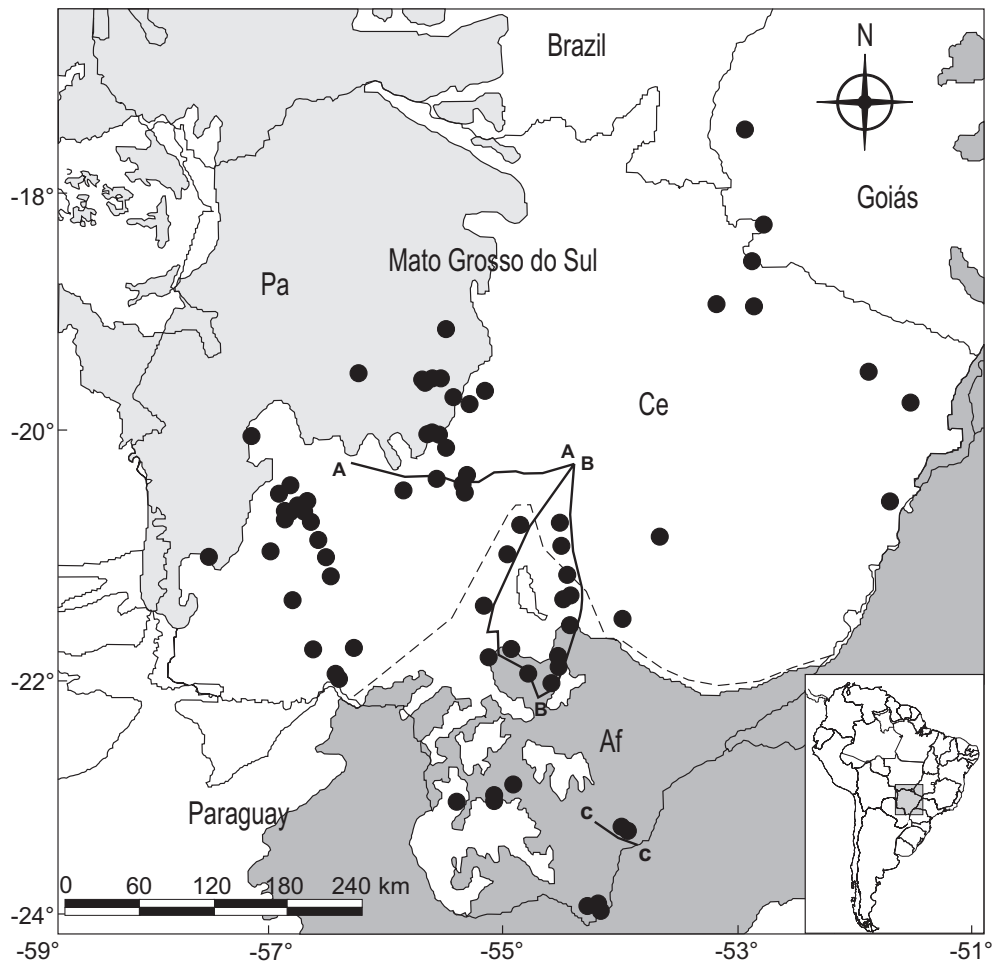 Brazil
N
-18°
Goiás
Mato Grosso do Sul
Pa
Ce
-20°
A
A
B
-22°
B
Af
Paraguay
c
c
0 60 120 180 240 km
-24°
-59° -57° -55° -53° -51°